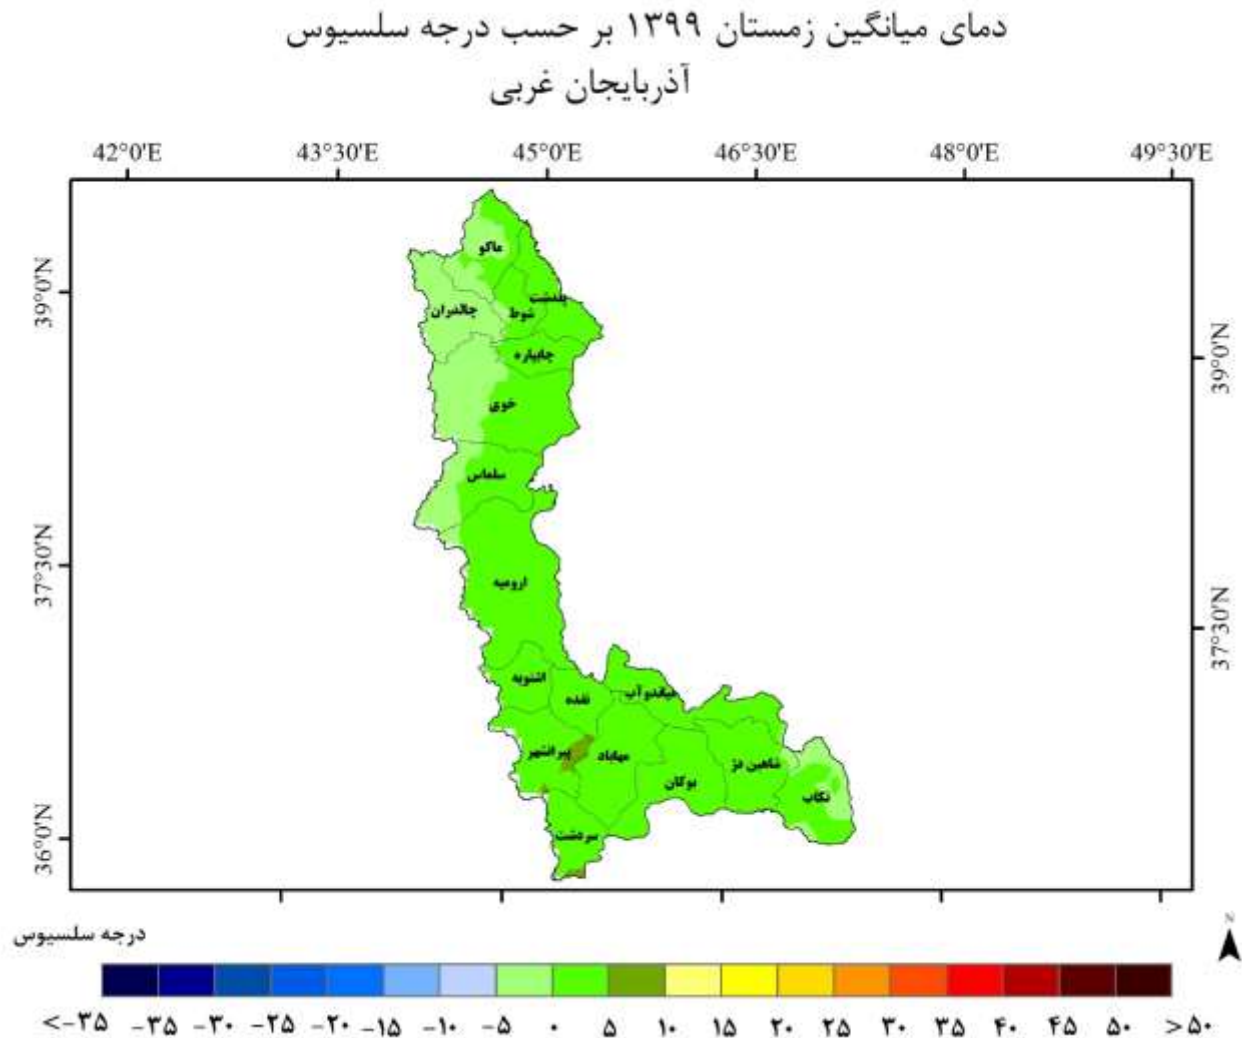 دمای میانگین زمستان ۱۳۹۹ بر حسب درجه سلسیوس
آذربایجان غربی
42°0'E 43°30'E 45°0'E 46°30'E 48°0'E 49°30'E
39°0'N
37°30'N
36°0'N
39°0'N
37°30'N
ماکو
پلدشت
چالدران
شوط
چایپاره
خوی
سلماس
ارومیه
اشنویه
نقده
میاندوآب
پیرانشهر
مهاباد
شاهین دژ
بوکان
تکاب
سردشت
N
درجه سلسیوس
<-۳۵ -۳۵ -۳۰ -۲۵ -۲۰ -۱۵ -۱۰ -۵ ۰ ۵ ۱۰ ۱۵ ۲۰ ۲۵ ۳۰ ۳۵ ۴۰ ۴۵ ۵۰ >۵۰